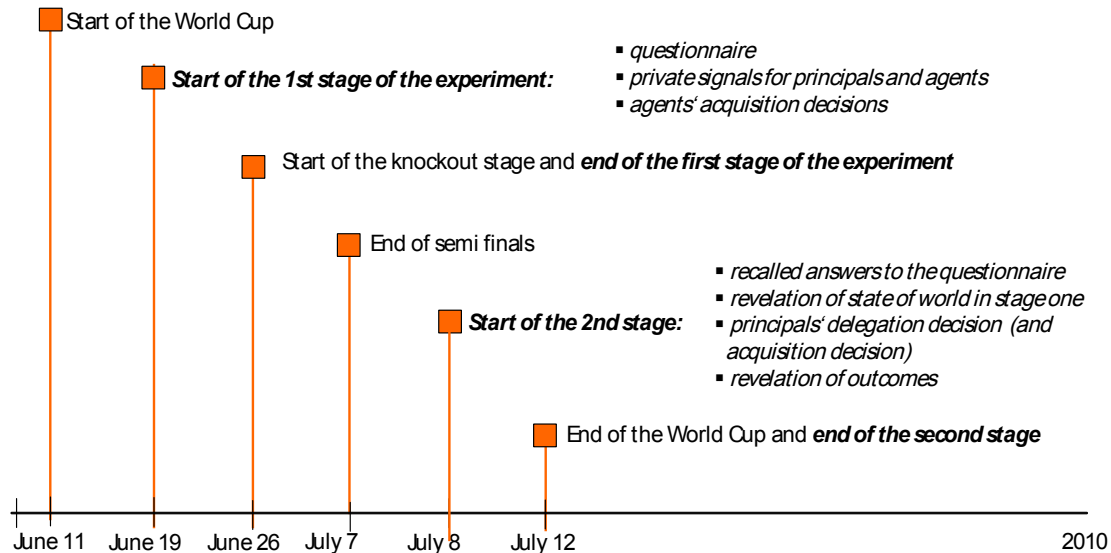 Start of the World Cup
Start of the 1st stage of the experiment:
▪ questionnaire
▪ private signals for principals and agents
▪ agents‘ acquisition decisions
Start of the knockout stage and end of the first stage of the experiment
End of semi finals
Start of the 2nd stage:
▪ recalled answers to the questionnaire
▪ revelation of state of world in stage one
▪ principals‘ delegation decision (and
acquisition decision)
▪ revelation of outcomes
End of the World Cup and end of the second stage
June 11 June 19 June 26 July 7 July 8 July 12 2010